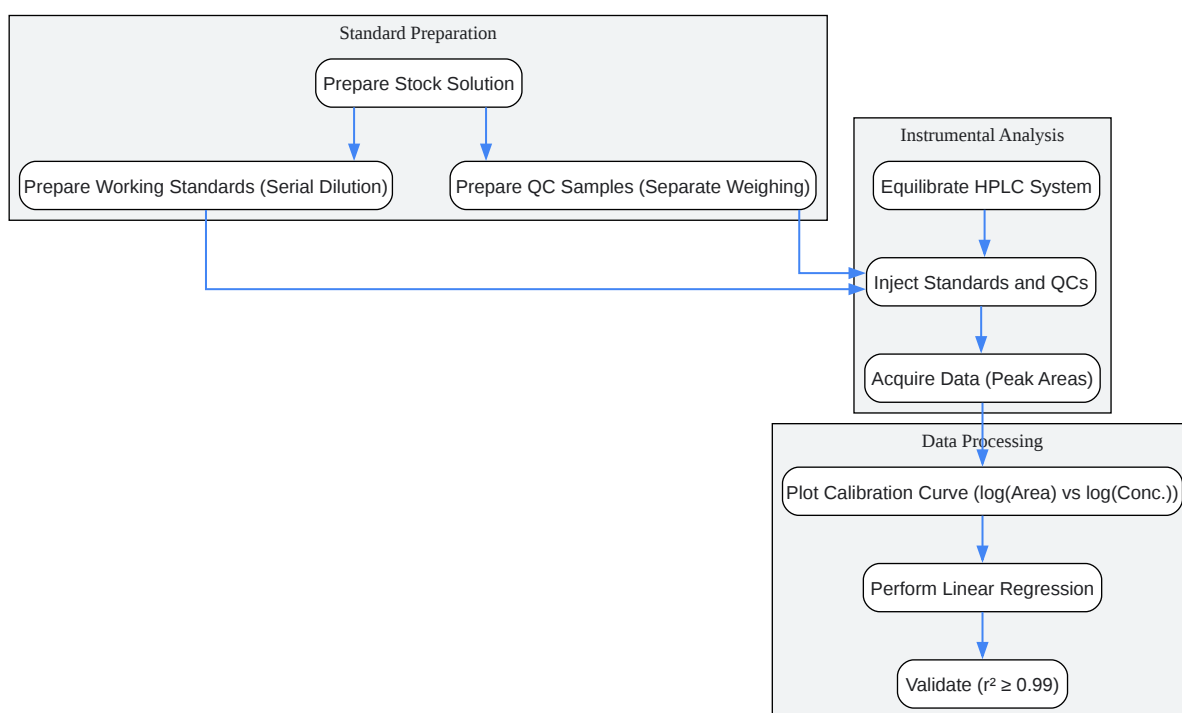 Standard Preparation
Prepare Stock Solution
Prepare Working Standards (Serial Dilution)
Prepare QC Samples (Separate Weighing)
Instrumental Analysis
Equilibrate HPLC System
Inject Standards and QCs
Acquire Data (Peak Areas)
Data Processing
Plot Calibration Curve (log(Area) vs log(Conc.))
Perform Linear Regression
Validate (r² ≥ 0.99)